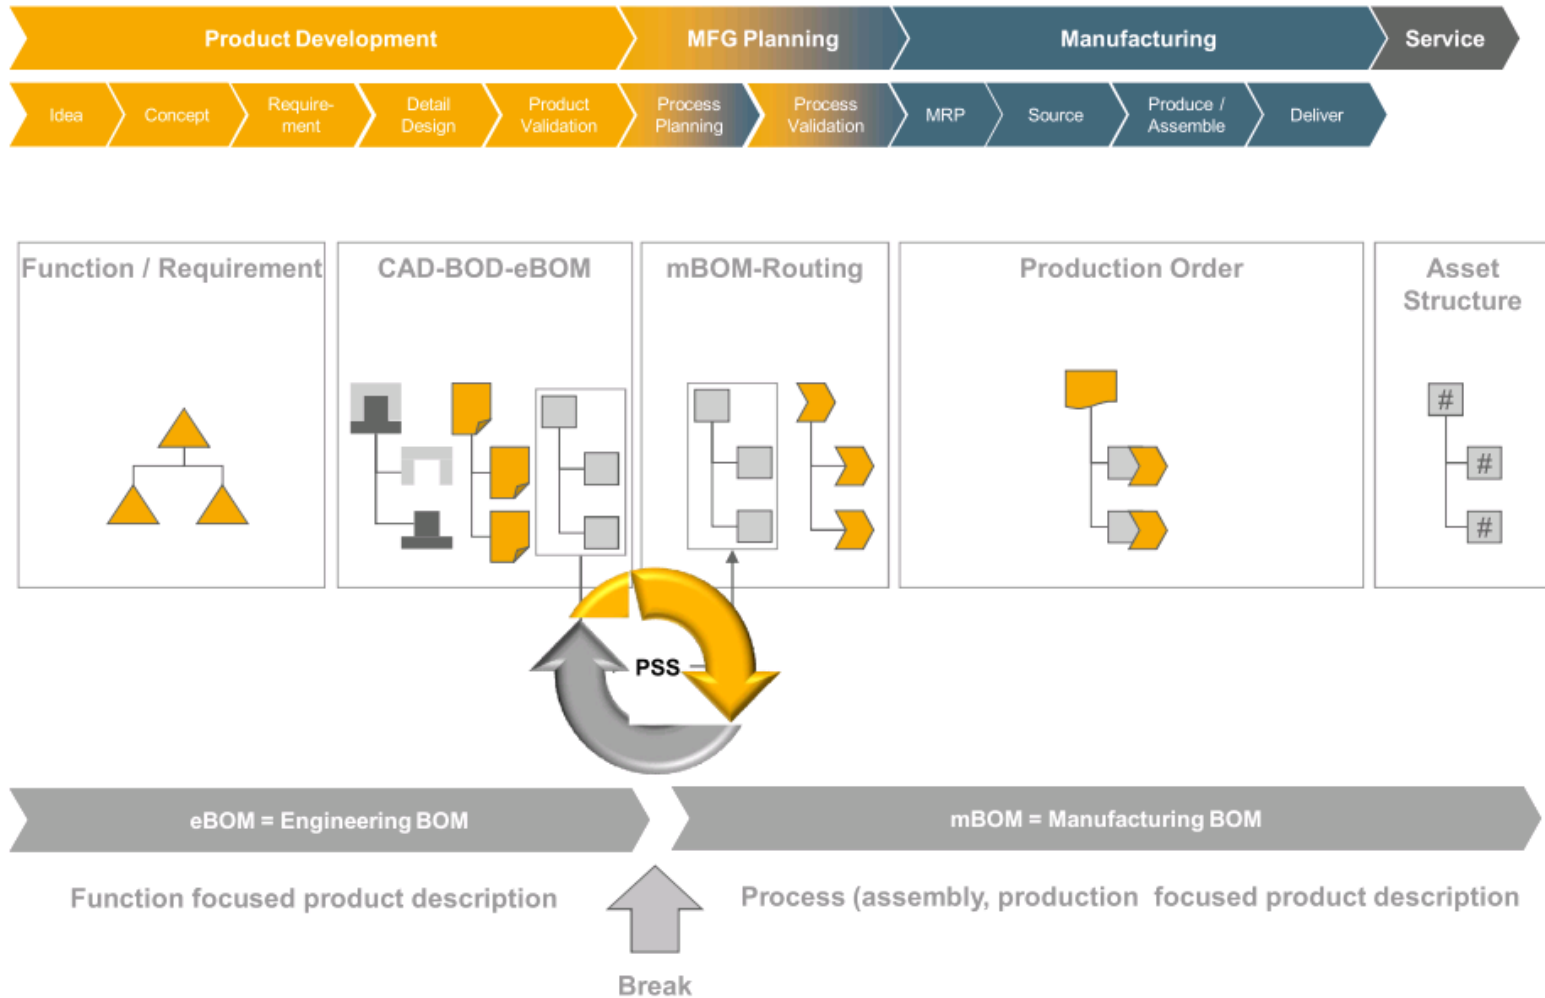 Product Development
MFG Planning
Manufacturing
Service
Idea
Concept
Require-
ment
Detail
Design
Product
Validation
Process
Planning
Process
Validation
MRP
Source
Produce /
Assemble
Deliver
Function / Requirement
CAD-BOD-eBOM
mBOM-Routing
Production Order
Asset
Structure
#
#
#
PSS
eBOM = Engineering BOM
mBOM = Manufacturing BOM
Function focused product description
Process (assembly, production  focused product description
Break